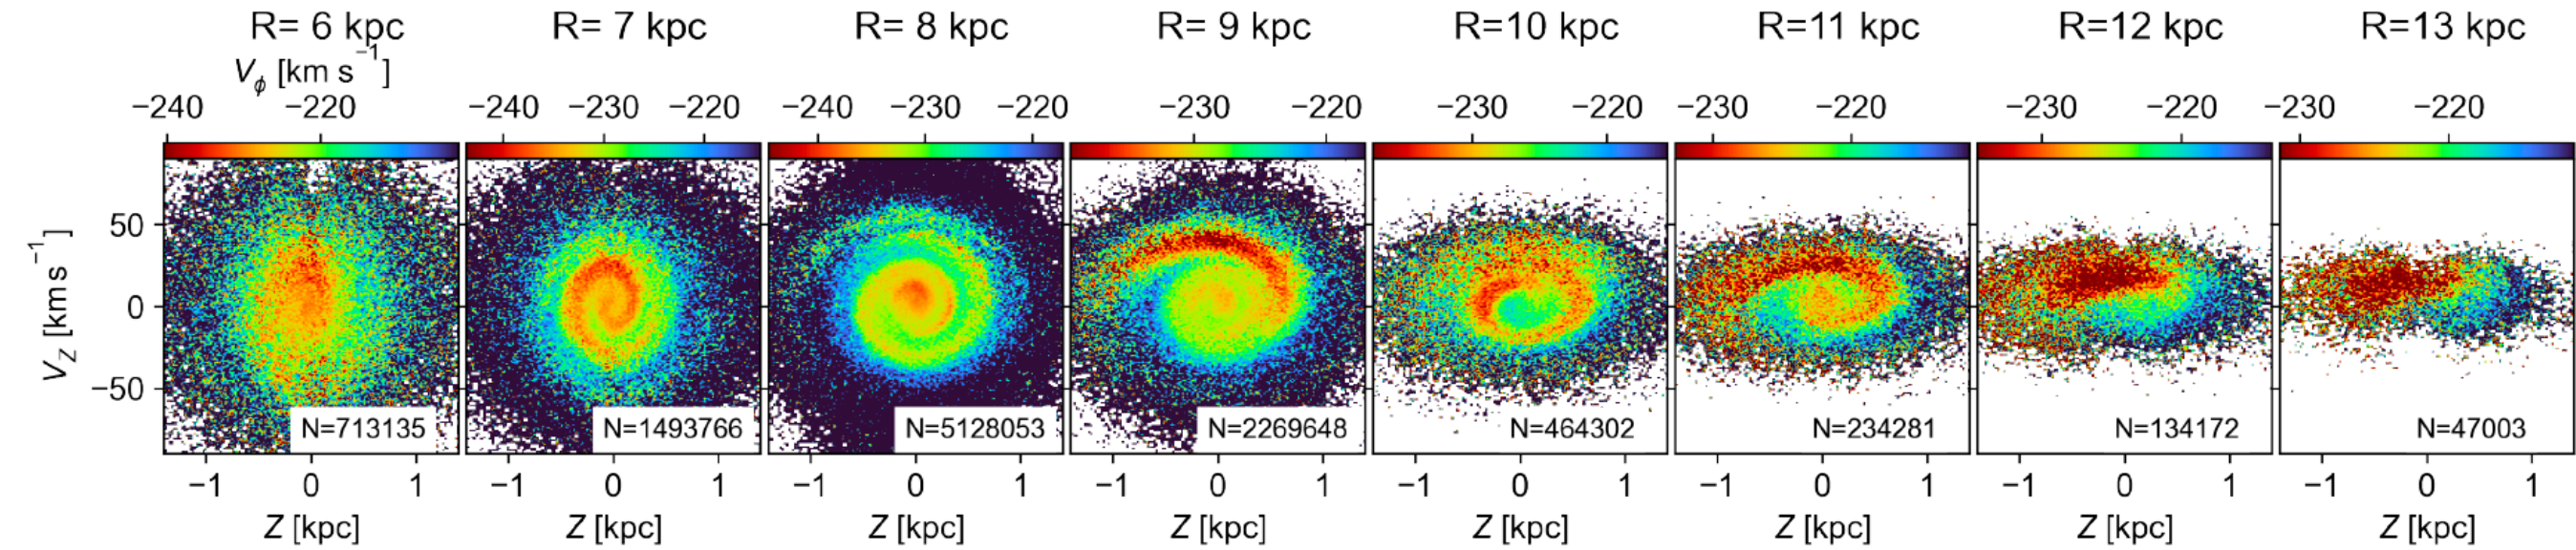 R= 6 kpc R= 7 kpc R= 8 kpc R= 9 kpc R=10 kpc R=11 kpc R=12 kpc R=13 kpc
V_ϕ [km s⁻¹]
−240 −220 −240 −230 −220 −240 −230 −220 −230 −220 −230 −220 −230 −220 −230 −220 −230 −220
50
0
−50
V_Z [km s⁻¹]
N=713135 N=1493766 N=5128053 N=2269648 N=464302 N=234281 N=134172 N=47003
−1 0 1 −1 0 1 −1 0 1 −1 0 1 −1 0 1 −1 0 1 −1 0 1 −1 0 1
Z [kpc] Z [kpc] Z [kpc] Z [kpc] Z [kpc] Z [kpc] Z [kpc] Z [kpc]